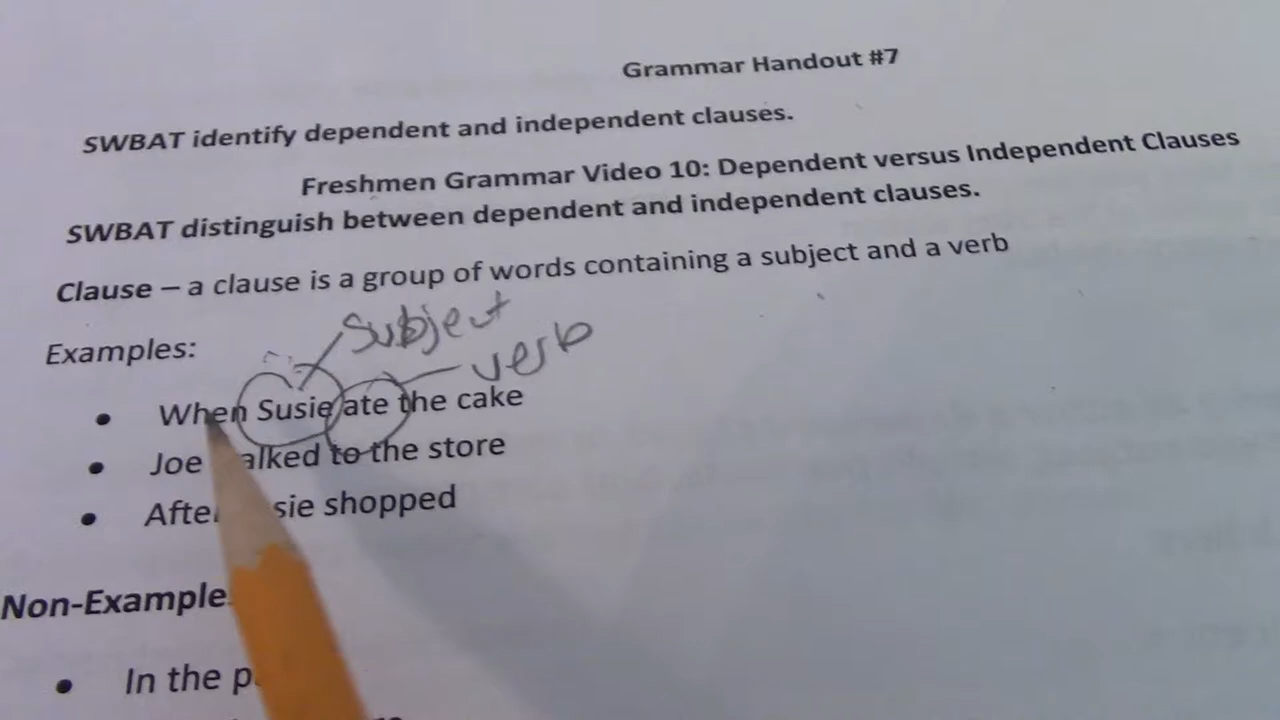 Grammar Handout #7
SWBAT identify dependent and independent clauses.
Freshmen Grammar Video 10: Dependent versus Independent Clauses
SWBAT distinguish between dependent and independent clauses.
Clause – a clause is a group of words containing a subject and a verb
Subject
Examples:
verb
• When Susie ate the cake
• Joe to the store
• shopped
In the